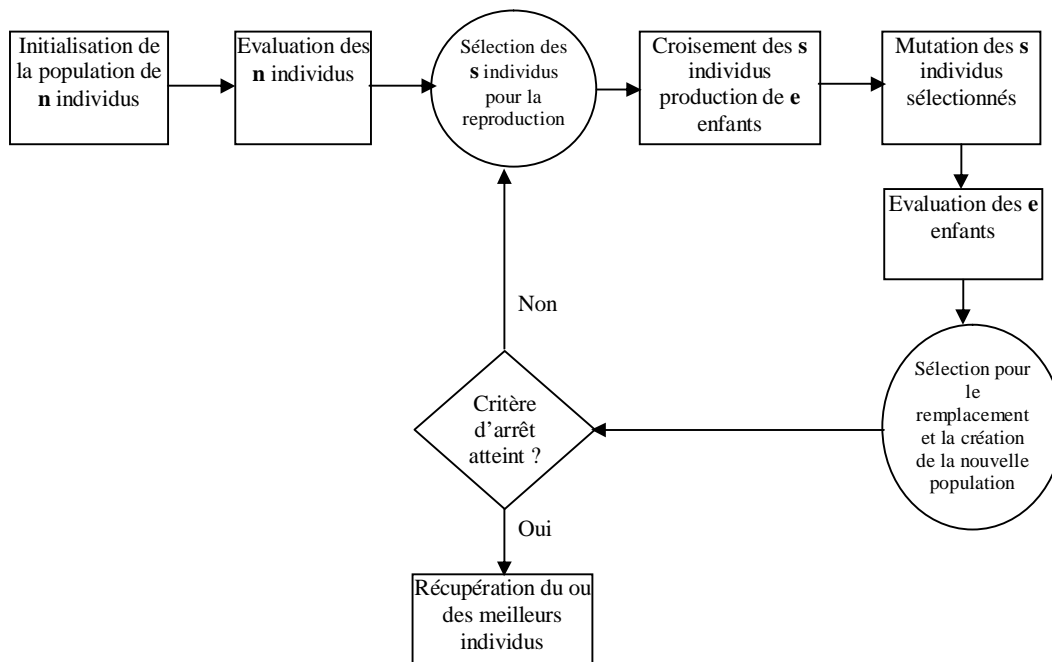 Initialisation de
la population de
n individus
Evaluation des
n individus
Sélection des
s individus
pour la
reproduction
Croisement des s
individus
production de e
enfants
Mutation des s
individus
sélectionnés
Evaluation des e
enfants
Sélection pour
le
remplacement
et la création
de la nouvelle
population
Critère
d’arrêt
atteint ?
Non
Oui
Récupération du ou
des meilleurs
individus